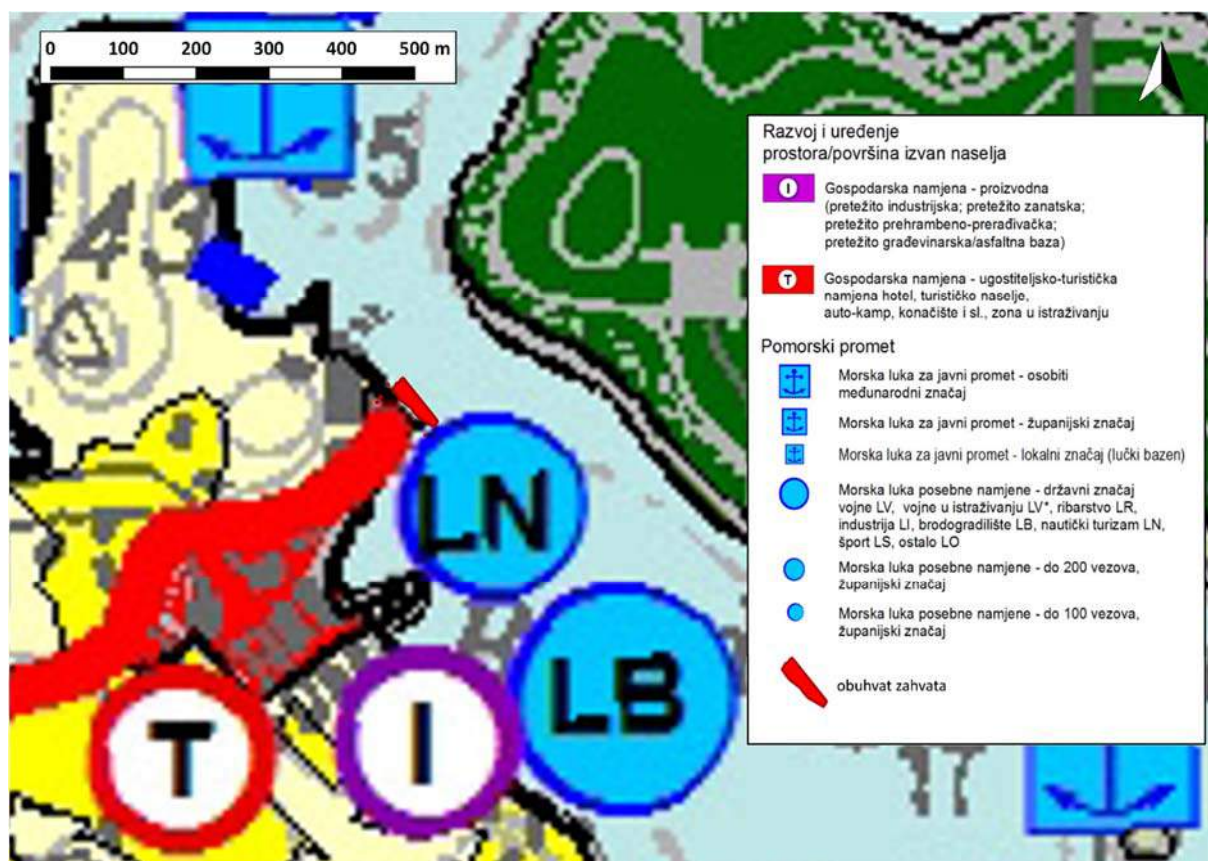 0 100 200 300 400 500 m
25
43
LN
LB
I
T
Razvoj i uređenje
prostora/površina izvan naselja
I
Gospodarska namjena - proizvodna
(pretežito industrijska; pretežito zanatska;
pretežito prehrambeno-prerađivačka;
pretežito građevinarska/asfaltna baza)
T
Gospodarska namjena - ugostiteljsko-turistička
namjena hotel, turističko naselje,
auto-kamp, konačište i sl., zona u istraživanju
Pomorski promet
Morska luka za javni promet - osobiti
međunarodni značaj
Morska luka za javni promet - županijski značaj
Morska luka za javni promet - lokalni značaj (lučki bazen)
Morska luka posebne namjene - državni značaj
vojne LV, vojne u istraživanju LV*, ribarstvo LR,
industrija LI, brodogradilište LB, nautički turizam LN,
šport LS, ostalo LO
Morska luka posebne namjene - do 200 vezova,
županijski značaj
Morska luka posebne namjene - do 100 vezova,
županijski značaj
obuhvat zahvata